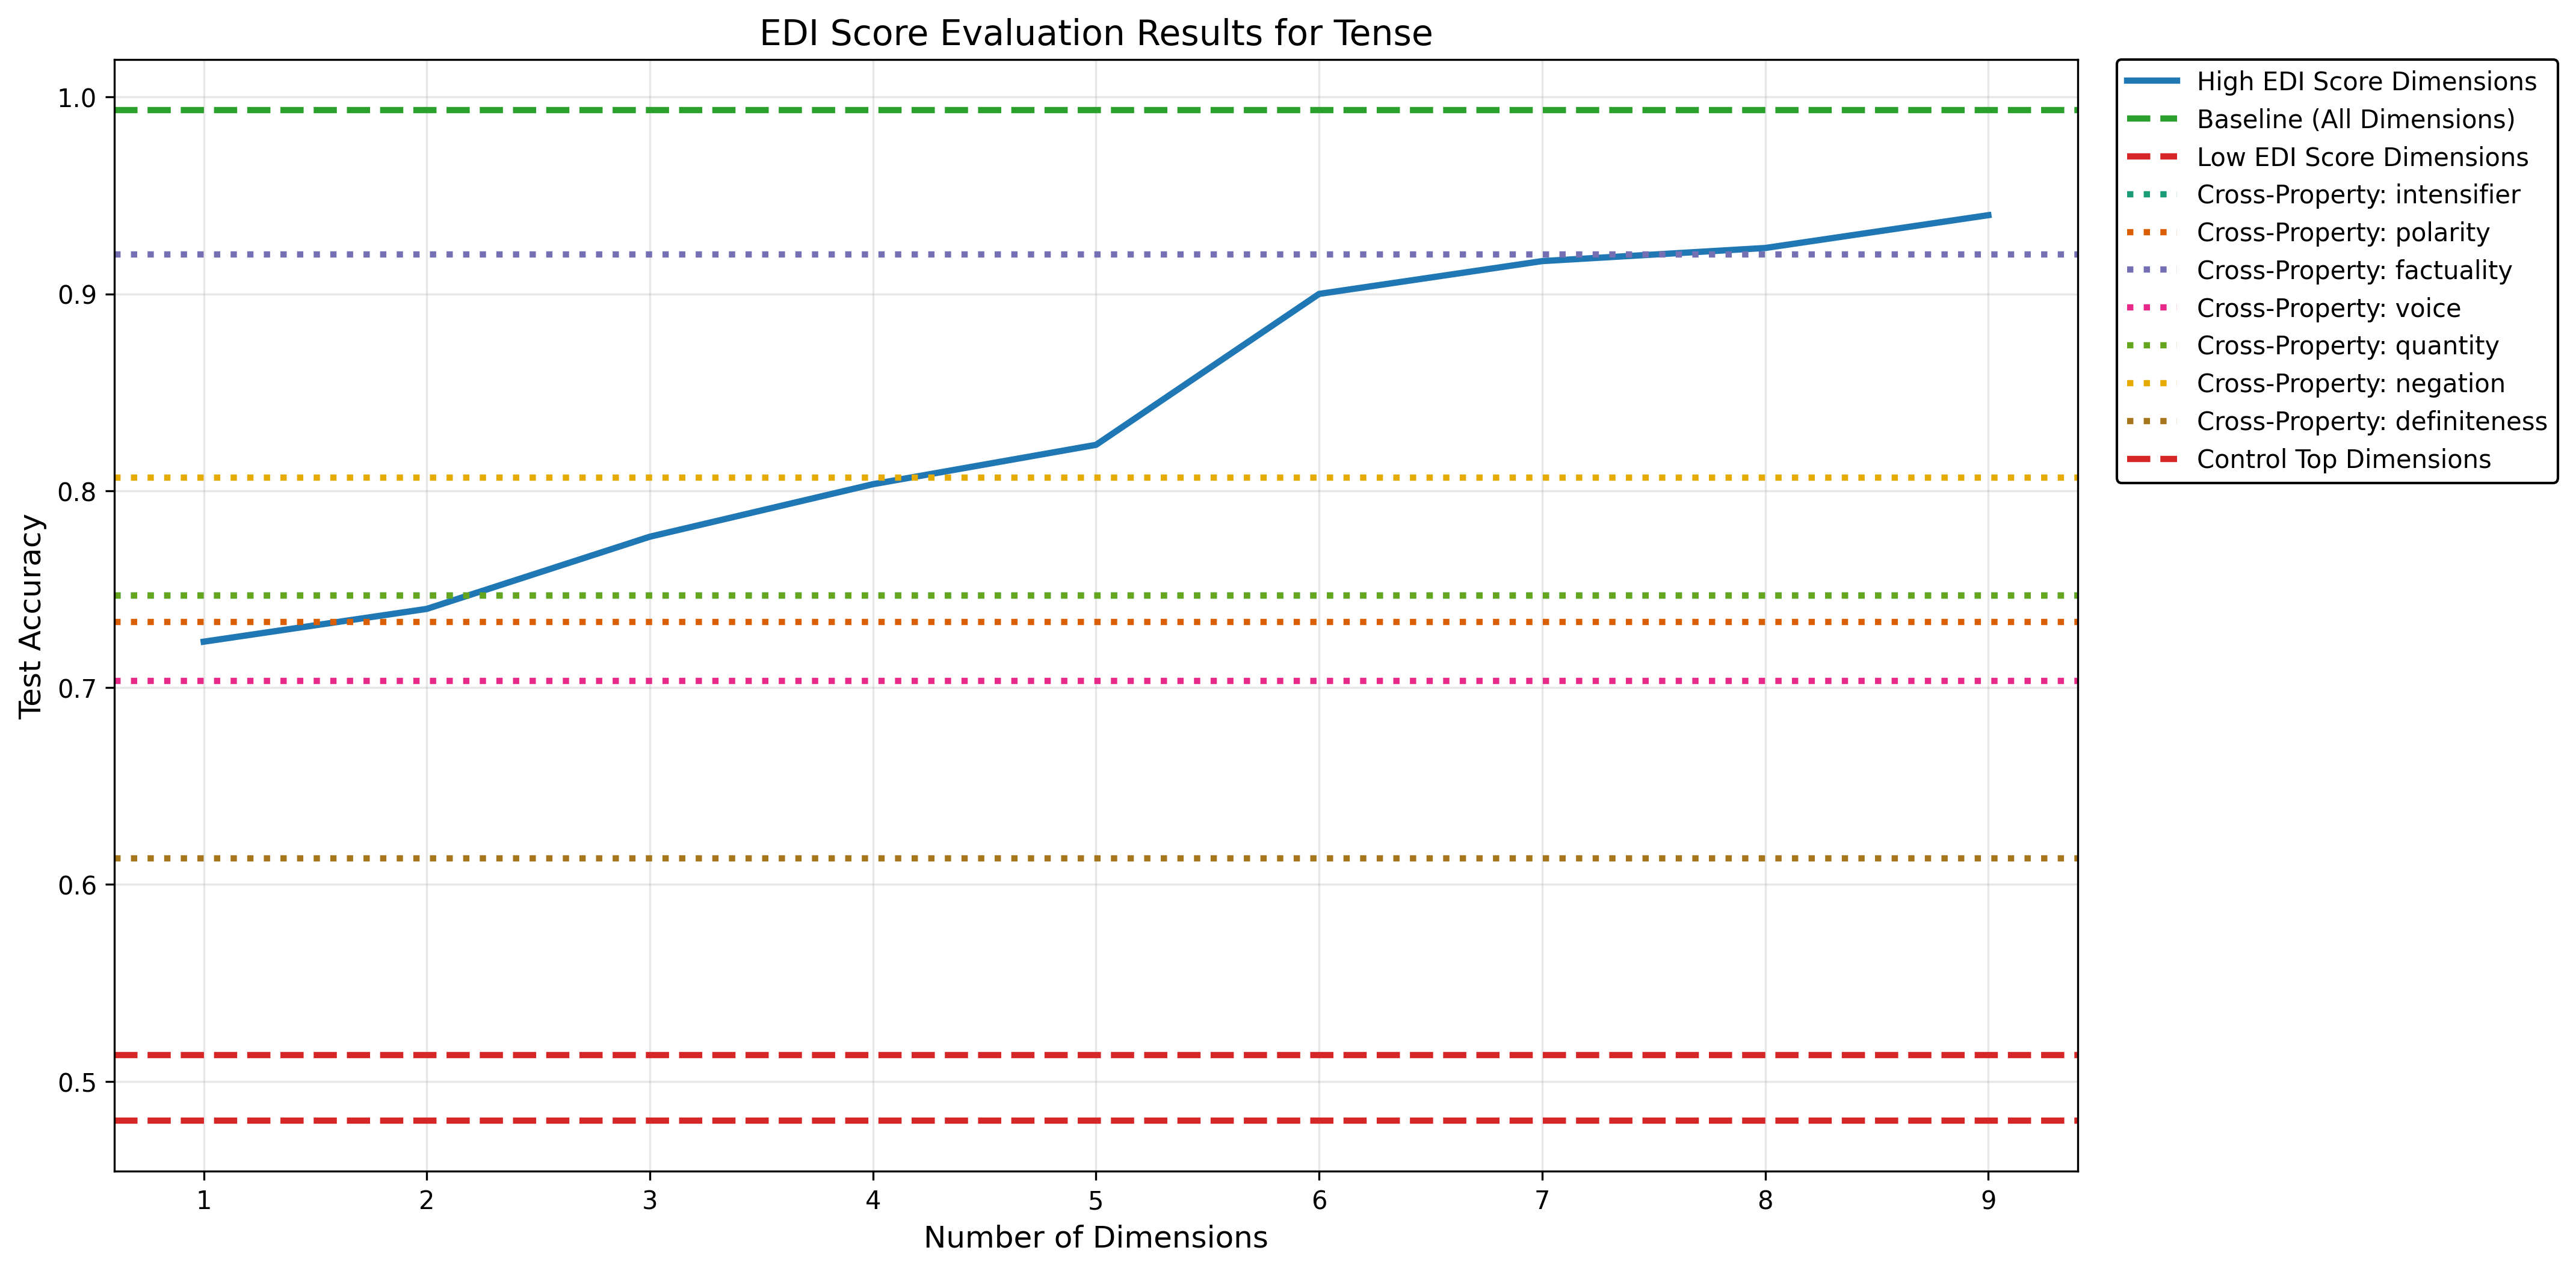 EDI Score Evaluation Results for Tense
1.0
0.9
0.8
0.7
0.6
0.5
Test Accuracy
1 2 3 4 5 6 7 8 9
Number of Dimensions
High EDI Score Dimensions
Baseline (All Dimensions)
Low EDI Score Dimensions
Cross-Property: intensifier
Cross-Property: polarity
Cross-Property: factuality
Cross-Property: voice
Cross-Property: quantity
Cross-Property: negation
Cross-Property: definiteness
Control Top Dimensions